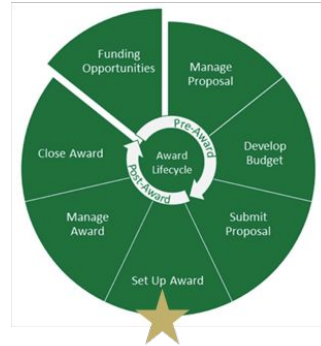 Funding
Opportunities
Manage
Proposal
Develop
Budget
Submit
Proposal
Set Up Award
Manage
Award
Close Award
Pre-Award
Award
Lifecycle
Post-Award